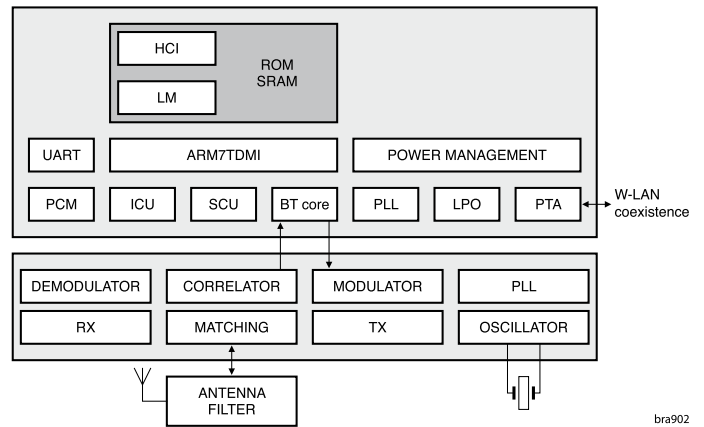 HCI
ROM
SRAM
LM
UART
ARM7TDMI
POWER MANAGEMENT
PCM
ICU
SCU
BT core
PLL
LPO
PTA
W-LAN
coexistence
DEMODULATOR
CORRELATOR
MODULATOR
PLL
RX
MATCHING
TX
OSCILLATOR
ANTENNA
FILTER
bra902